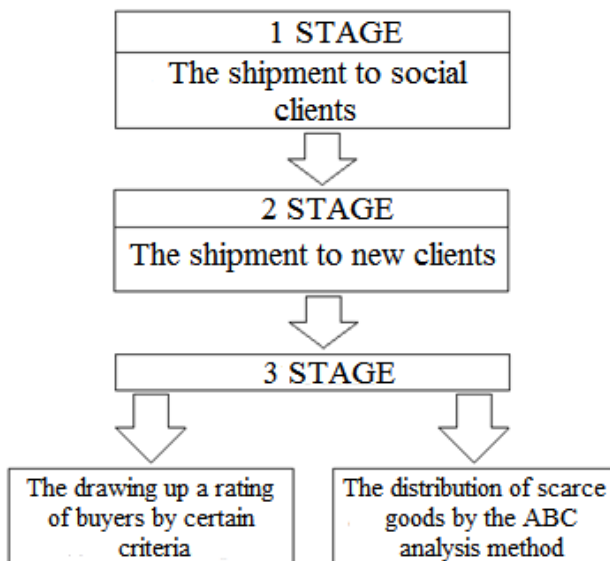 1 STAGE
The shipment to social
clients
2 STAGE
The shipment to new clients
3 STAGE
The drawing up a rating
of buyers by certain
criteria
The distribution of scarce
goods by the ABC
analysis method